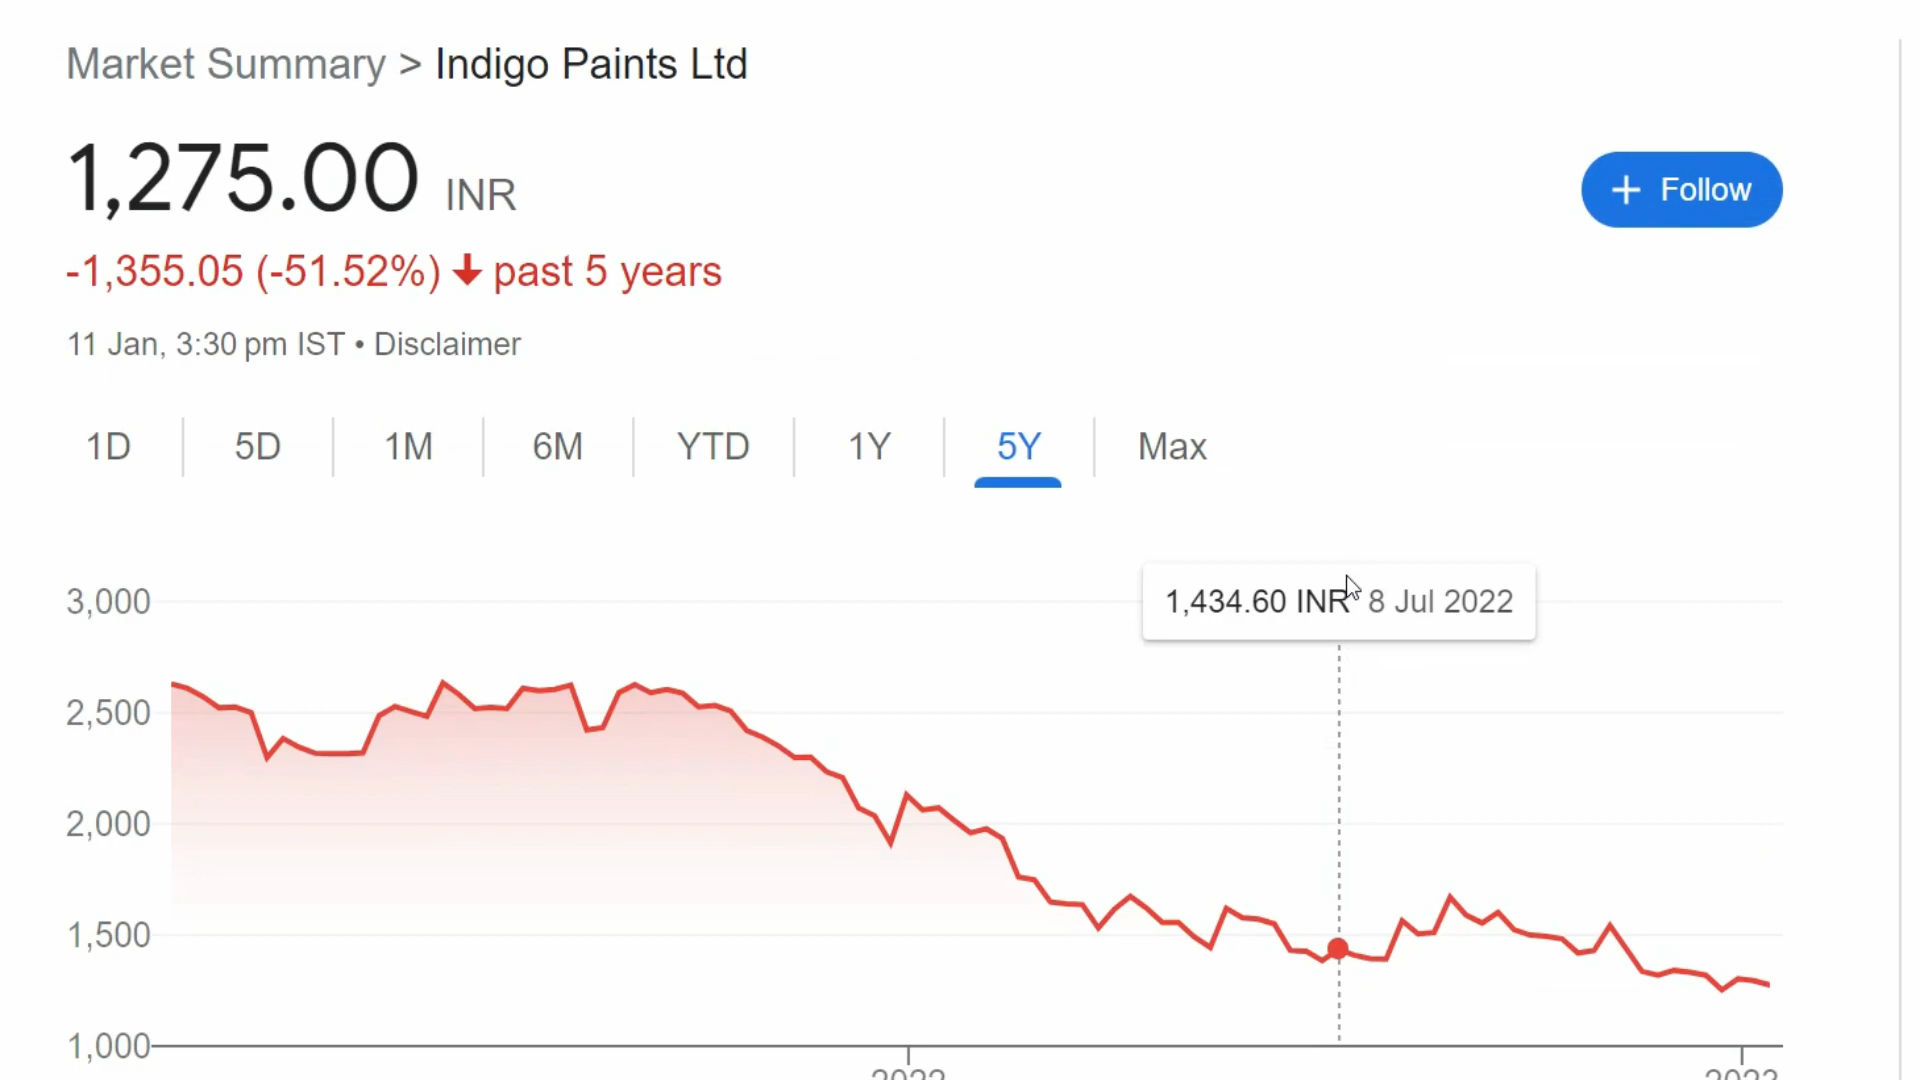 Market Summary > Indigo Paints Ltd
1,275.00 INR
+ Follow
-1,355.05 (-51.52%) ↓ past 5 years
11 Jan, 3:30 pm IST • Disclaimer
1D 5D 1M 6M YTD 1Y 5Y Max
1,434.60 INR 8 Jul 2022
3,000
2,500
2,000
1,500
1,000
2022 2023